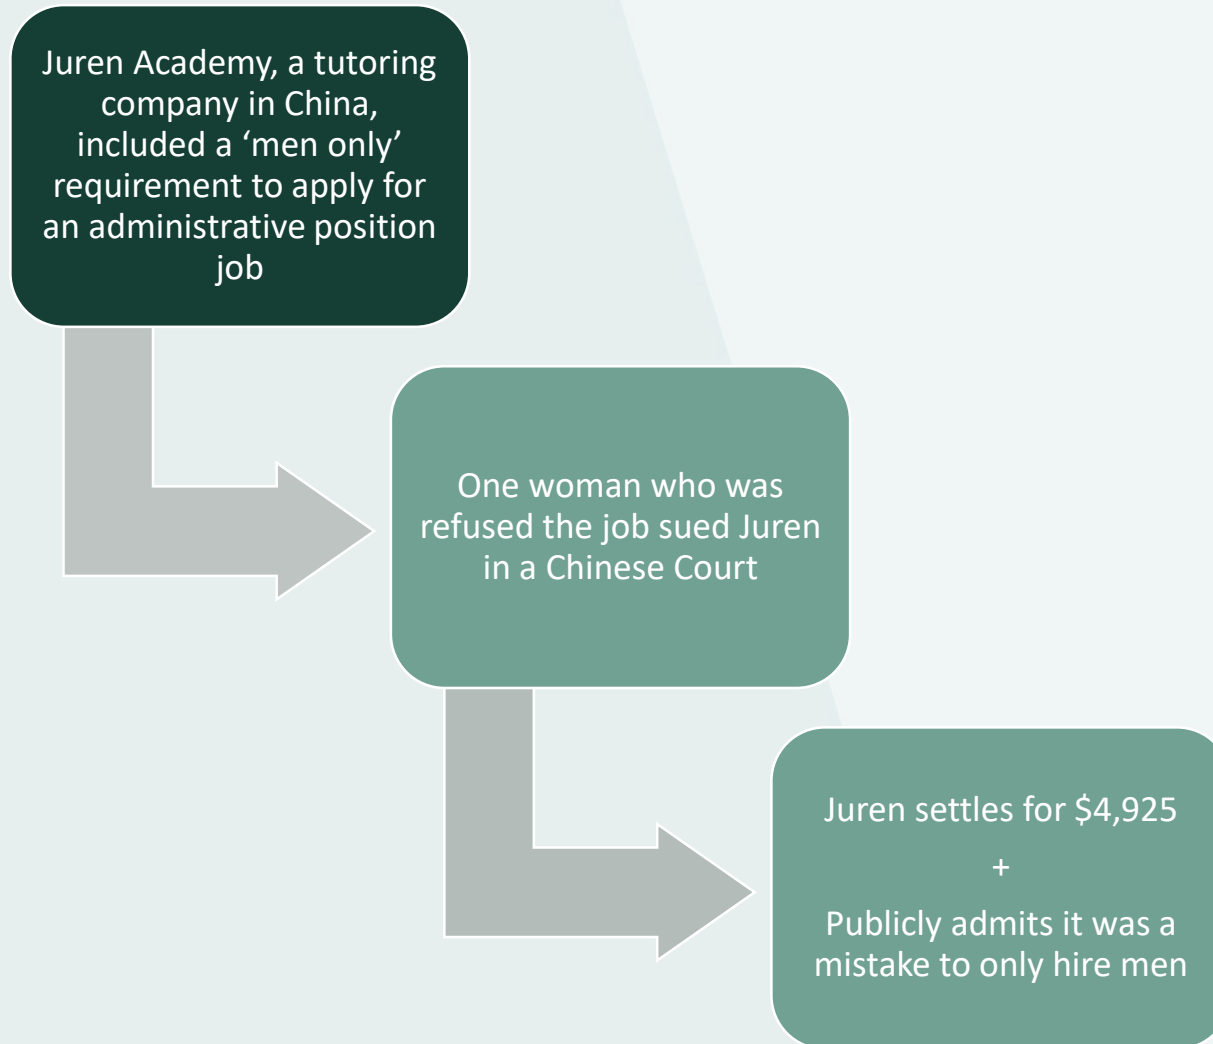 Juren Academy, a tutoring
company in China,
included a ‘men only’
requirement to apply for
an administrative position
job
One woman who was
refused the job sued Juren
in a Chinese Court
Juren settles for $4,925
+
Publicly admits it was a
mistake to only hire men